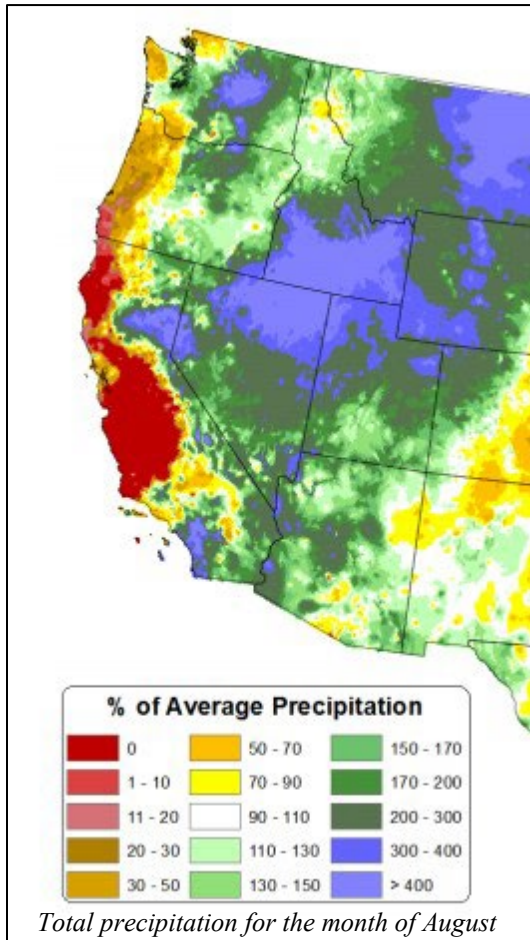 % of Average Precipitation
0 50 - 70 150 - 170
1 - 10 70 - 90 170 - 200
11 - 20 90 - 110 200 - 300
20 - 30 110 - 130 300 - 400
30 - 50 130 - 150 > 400
Total precipitation for the month of August